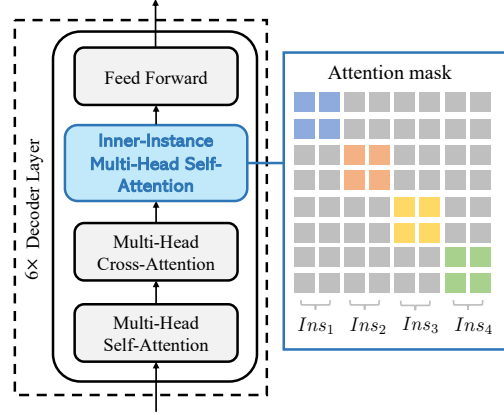 Feed Forward
Inner-Instance
Multi-Head Self-
Attention
Multi-Head
Cross-Attention
Multi-Head
Self-Attention
6× Decoder Layer
Attention mask
Ins₁ Ins₂ Ins₃ Ins₄